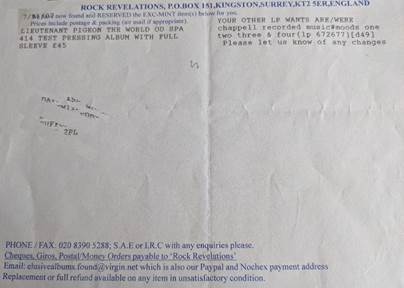 ROCK REVELATIONS, P.O.BOX 151,KINGSTON,SURREY,KT2 5ER,ENGLAND
now found and RESERVED the EXC-MINT item(s) below for you.
Prices include postage & packing (air mail if appropriate).
LIEUTENANT PIGEON THE WORLD OD SPA
414 TEST PRESSING ALBUM WITH FULL
SLEEVE £45
YOUR OTHER LP WANTS ARE/WERE
chappell recorded music#moods one
two three & four(lp 672677)[d49]
Please let us know of any changes
PHONE / FAX: 020 8390 5288; S.A.E or I.R.C with any enquiries please.
Cheques, Giros, Postal/Money Orders payable to 'Rock Revelations'
Email: elusivealbums.found@virgin.net which is also our Paypal and Nochex payment address
Replacement or full refund available on any item in unsatisfactory condition.